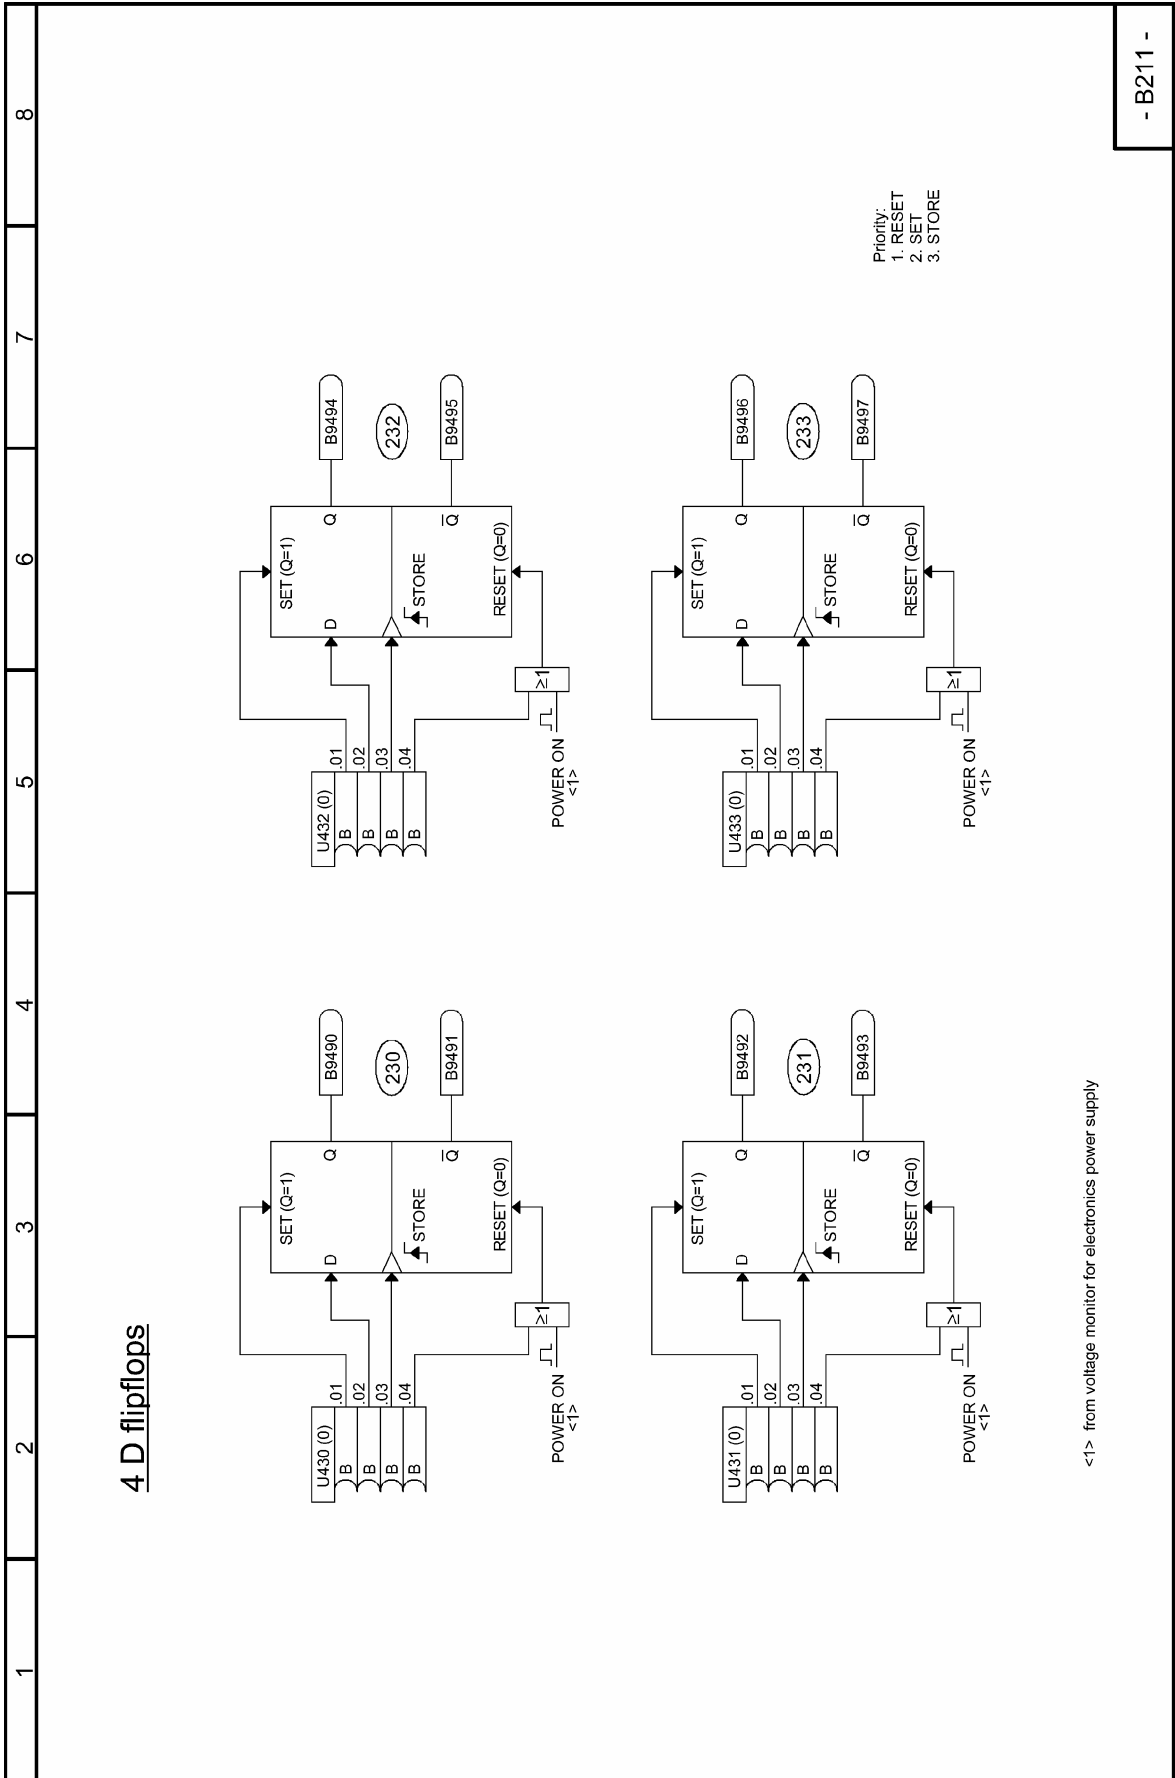 1 2 3 4 5 6 7 8
4 D flipflops
U430 (0)
B .01
B .02
B .03
B .04
SET (Q=1)
D Q
STORE
Q
RESET (Q=0)
B9490
230
B9491
≥1
POWER ON
<1>
U432 (0)
B .01
B .02
B .03
B .04
SET (Q=1)
D Q
STORE
Q
RESET (Q=0)
B9494
232
B9495
≥1
POWER ON
<1>
U431 (0)
B .01
B .02
B .03
B .04
SET (Q=1)
D Q
STORE
Q
RESET (Q=0)
B9492
231
B9493
≥1
POWER ON
<1>
U433 (0)
B .01
B .02
B .03
B .04
SET (Q=1)
D Q
STORE
Q
RESET (Q=0)
B9496
233
B9497
≥1
POWER ON
<1>
Priority:
1. RESET
2. SET
3. STORE
<1> from voltage monitor for electronics power supply
- B211 -